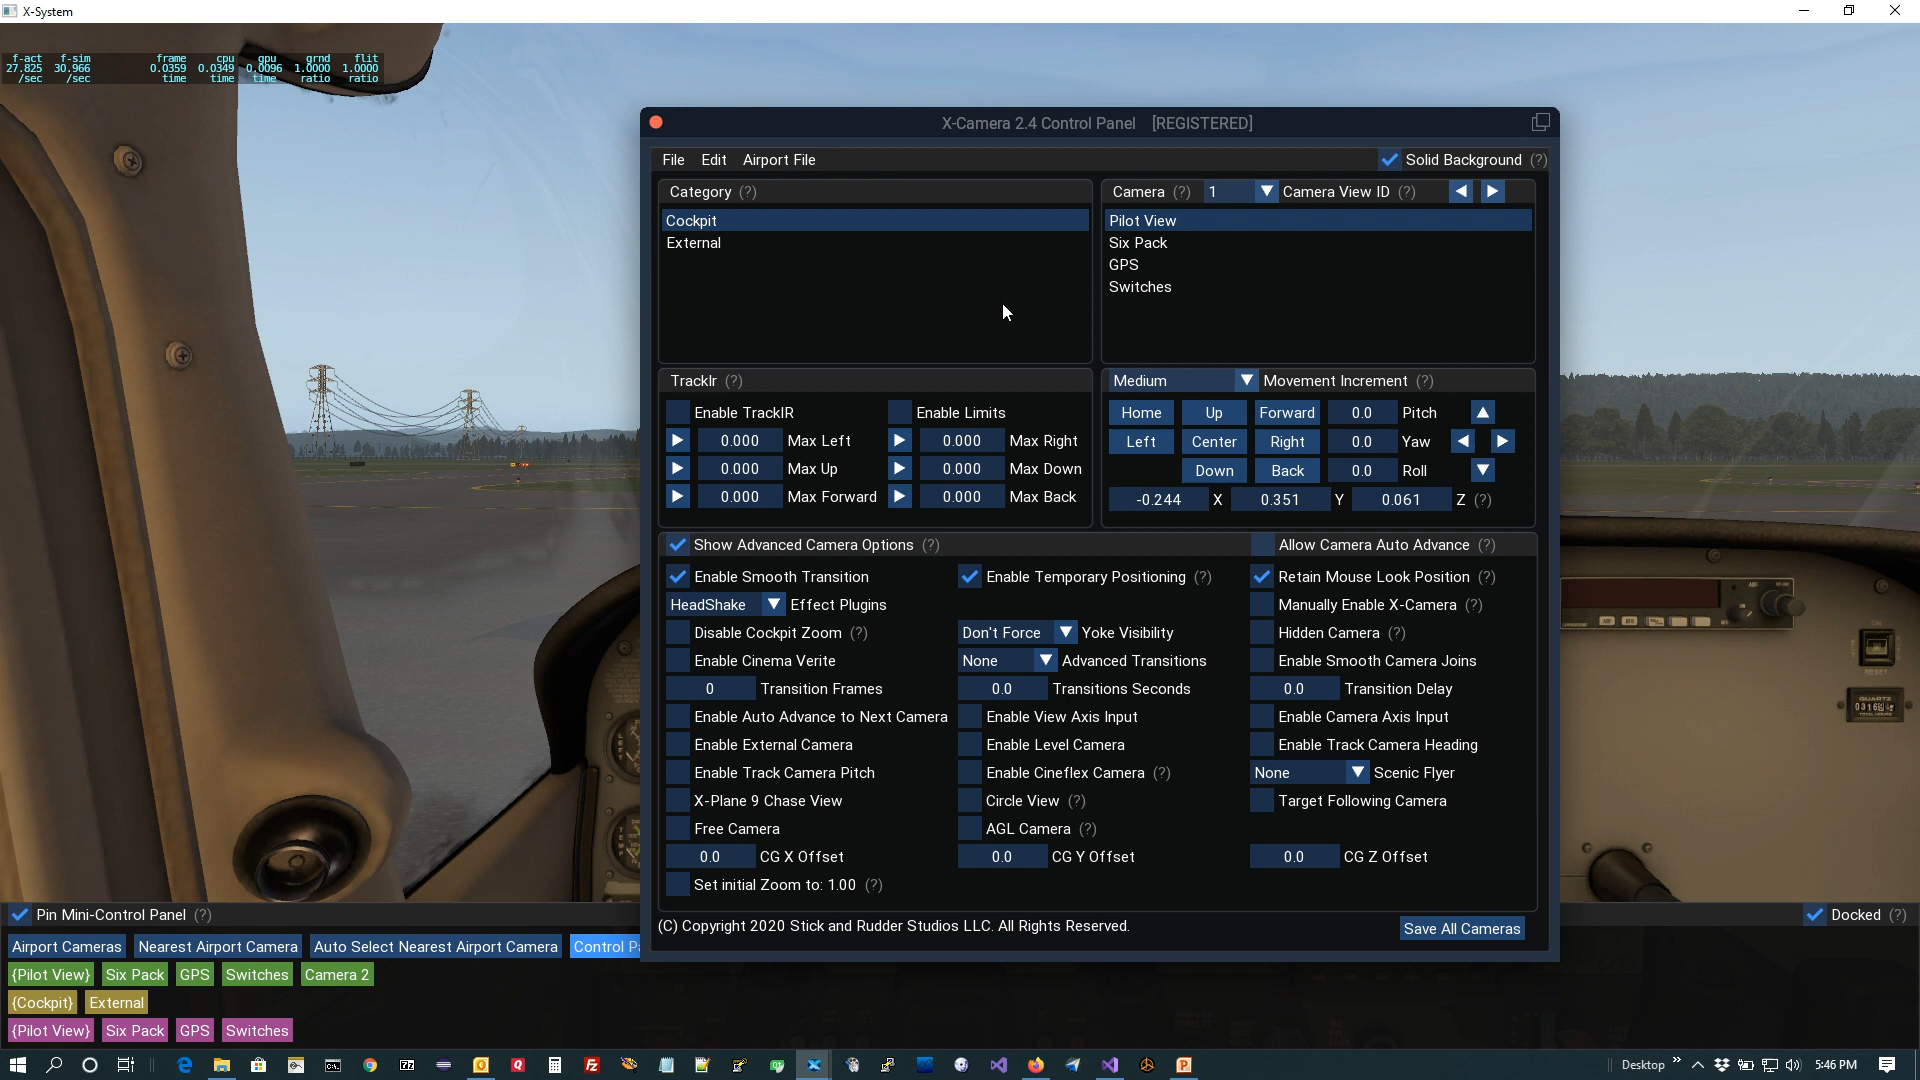 X-System
f-act f-sim frame cpu gpu grnd flit
27.825 30.966 0.0359 0.0349 0.0096 1.0000 1.0000
/sec /sec time time time ratio ratio
X-Camera 2.4 Control Panel [REGISTERED]
File Edit Airport File Solid Background (?)
Category (?)
Cockpit
External
Camera (?) 1 Camera View ID (?)
Pilot View
Six Pack
GPS
Switches
TrackIr (?)
Enable TrackIR Enable Limits
0.000 Max Left 0.000 Max Right
0.000 Max Up 0.000 Max Down
0.000 Max Forward 0.000 Max Back
Medium Movement Increment (?)
Home Up Forward 0.0 Pitch
Left Center Right 0.0 Yaw
Down Back 0.0 Roll
-0.244 X 0.351 Y 0.061 Z (?)
Show Advanced Camera Options (?) Allow Camera Auto Advance (?)
Enable Smooth Transition Enable Temporary Positioning (?) Retain Mouse Look Position (?)
HeadShake Effect Plugins Manually Enable X-Camera (?)
Disable Cockpit Zoom (?) Don't Force Yoke Visibility Hidden Camera (?)
Enable Cinema Verite None Advanced Transitions Enable Smooth Camera Joins
0 Transition Frames 0.0 Transitions Seconds 0.0 Transition Delay
Enable Auto Advance to Next Camera Enable View Axis Input Enable Camera Axis Input
Enable External Camera Enable Level Camera Enable Track Camera Heading
Enable Track Camera Pitch Enable Cineflex Camera (?) None Scenic Flyer
X-Plane 9 Chase View Circle View (?) Target Following Camera
Free Camera AGL Camera (?)
0.0 CG X Offset 0.0 CG Y Offset 0.0 CG Z Offset
Set initial Zoom to: 1.00 (?)
(C) Copyright 2020 Stick and Rudder Studios LLC. All Rights Reserved. Save All Cameras
QUARTZ
TOTAL HOURS
Pin Mini-Control Panel (?) Docked (?)
Airport Cameras Nearest Airport Camera Auto Select Nearest Airport Camera Control
{Pilot View} Six Pack GPS Switches Camera 2
{Cockpit} External
{Pilot View} Six Pack GPS Switches
Desktop 5:46 PM